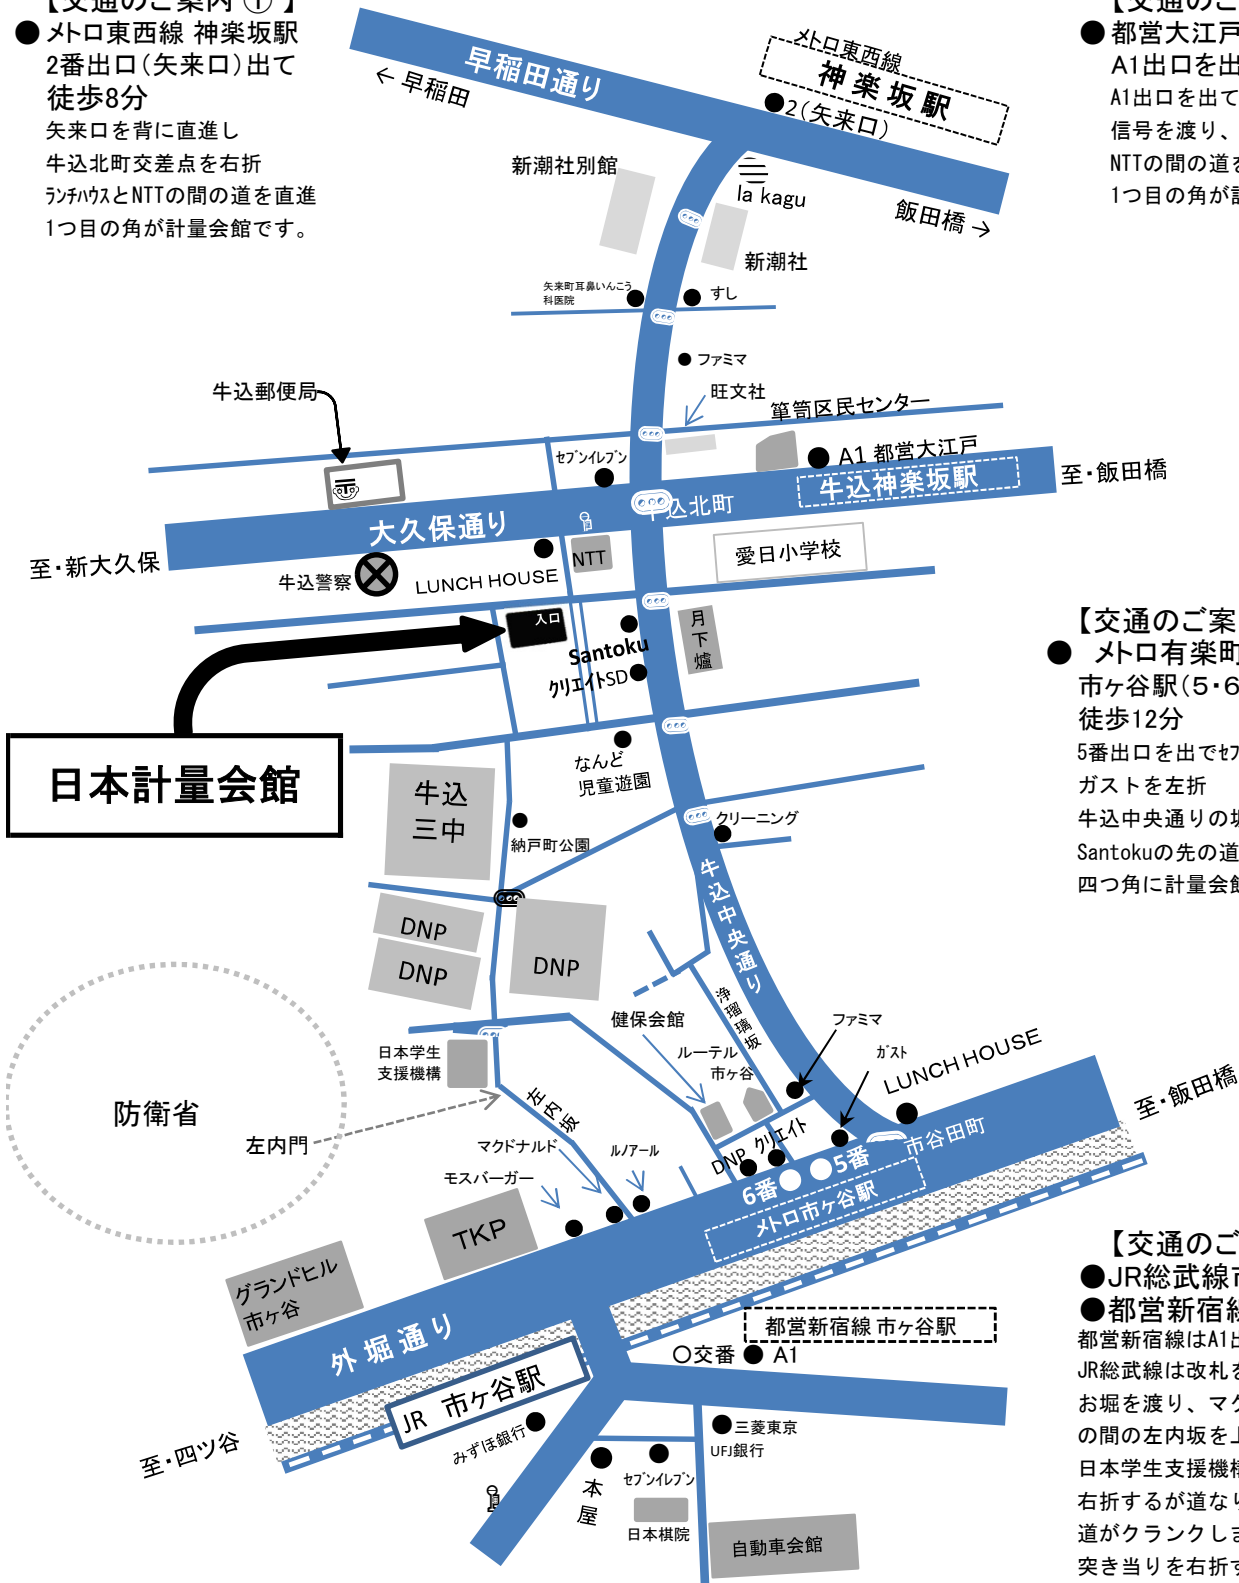 【交通のご案内 ① 】
● メトロ東西線 神楽坂駅
2番出口（矢来口）出て
徒歩8分
矢来口を背に直進し
牛込北町交差点を右折
ﾗﾝﾁﾊｳｽとNTTの間の道を直進
1つ目の角が計量会館です。
【交通のご
● 都営大江戸
A1出口を出
A1出口を出て
信号を渡り、
NTTの間の道を
1つ目の角が計
早稲田通り
← 早稲田
メトロ東西線
神楽坂駅
●2（矢来口）
飯田橋 →
新潮社別館
la kagu
新潮社
矢来町耳鼻いんこう
科医院
すし
ファミマ
旺文社
箪笥区民センター
牛込郵便局
〒
セブンイレブン
A1 都営大江戸
牛込神楽坂駅
至・飯田橋
牛込北町
大久保通り
至・新大久保
牛込警察
LUNCH HOUSE
NTT
愛日小学校
入口
Santoku
クリエイトSD
月下爐
日本計量会館
なんど
児童遊園
牛込
三中
納戸町公園
クリーニング
牛込中央通り
DNP
DNP
DNP
浄瑠璃坂
健保会館
ルーテル
市ヶ谷
ファミマ
ガスト
LUNCH HOUSE
日本学生
支援機構
左内坂
防衛省
左内門
マクドナルド
ルノアール
モスバーガー
DNP
クリエイト
市谷田町
至・飯田橋
6番
5番
メトロ市ヶ谷駅
TKP
グランドヒル
市ヶ谷
外堀通り
都営新宿線 市ヶ谷駅
○交番 ● A1
JR 市ヶ谷駅
至・四ツ谷
みずほ銀行
三菱東京
UFJ銀行
本屋
セブンイレブン
日本棋院
自動車会館
【交通のご案
● メトロ有楽町
市ヶ谷駅（5・6
徒歩12分
5番出口を出でｾﾌ
ガストを左折
牛込中央通りの坂
Santokuの先の道
四つ角に計量会館
【交通のご
●JR総武線市
●都営新宿線
都営新宿線はA1出
JR総武線は改札を
お堀を渡り、マク
の間の左内坂を上
日本学生支援機構
右折するが道なり
道がクランクしま
突き当りを右折す